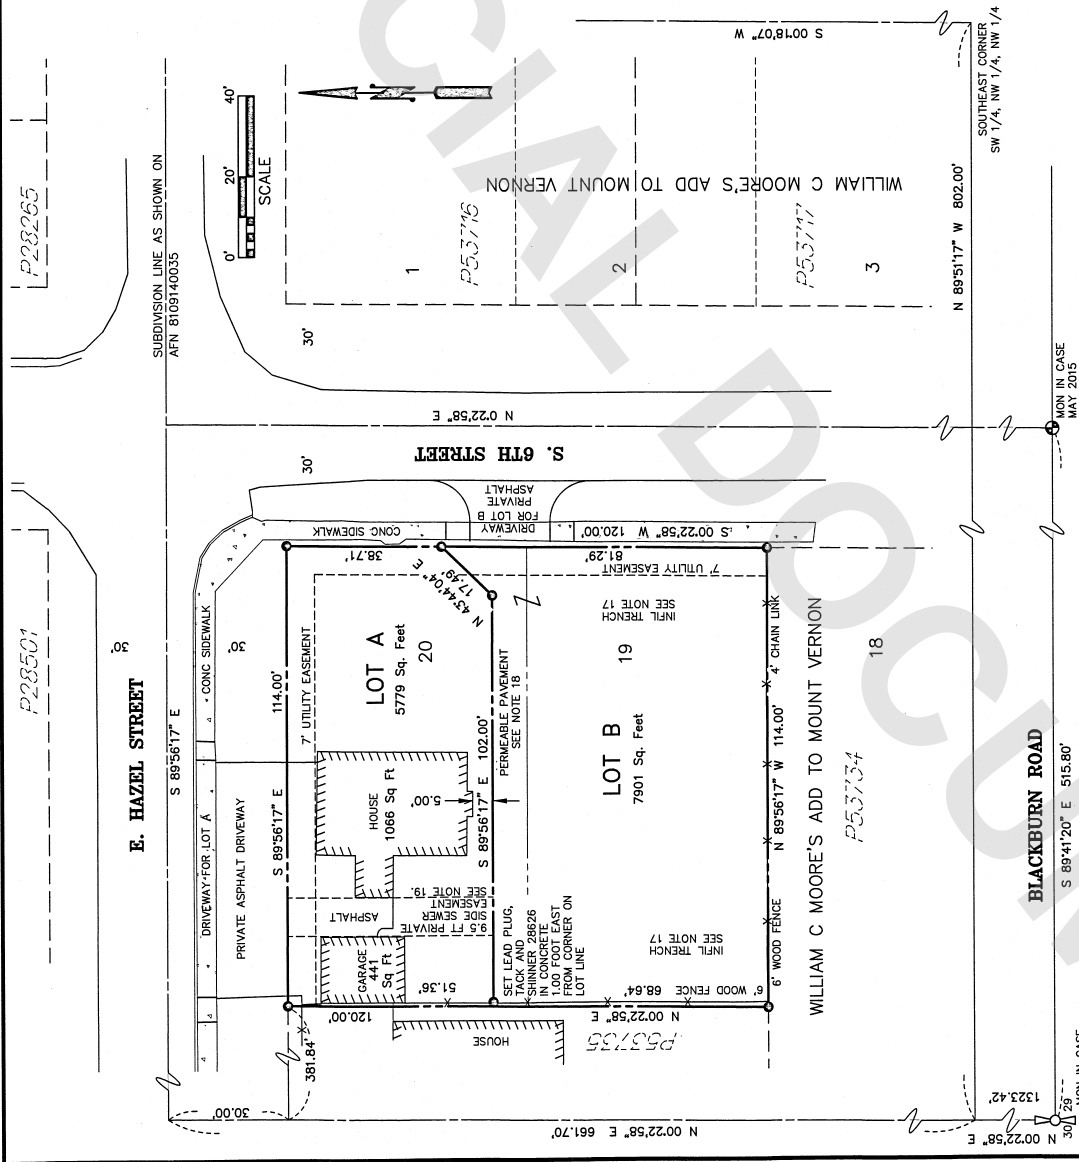 P28265
P28501
SUBDIVISION LINE AS SHOWN ON
AFN 8109140035
0' 20' 40'
SCALE
S 00°18'07" W
SOUTHEAST CORNER
SW 1/4, NW 1/4, NW 1/4
WILLIAM C MOORE'S ADD TO MOUNT VERNON
1
P53716
2
P53717
3
N 89°51'17" W 802.00'
30'
N 0°22'58" E
S. 6TH STREET
30'
MON IN CASE
MAY 2015
E. HAZEL STREET
S 89°56'17" E
30'
30'
CONC SIDEWALK
DRIVEWAY FOR LOT A
PRIVATE ASPHALT DRIVEWAY
CONC SIDEWALK
DRIVEWAY
FOR LOT B
PRIVATE
ASPHALT
S 00°22'58" W 120.00'
S 89°56'17" E 114.00'
7' UTILITY EASEMENT
38.71'
N 43°44'04" E
17.49'
81.29'
7' UTILITY EASEMENT
LOT A
5779 Sq. Feet
20
HOUSE
1066 Sq Ft
5.00'
S 89°56'17" E 102.00'
PERMEABLE PAVEMENT
SEE NOTE 18
9.5 FT PRIVATE
SIDE SEWER
EASEMENT
SEE NOTE 19.
ASPHALT
GARAGE
441
Sq Ft
51.36'
120.00'
SET LEAD PLUG,
TACK AND
SHINNER 28626
IN CONCRETE
1.00 FOOT EAST
FROM CORNER ON
LOT LINE
INFIL TRENCH
SEE NOTE 17
19
LOT B
7901 Sq. Feet
INFIL TRENCH
SEE NOTE 17
6' WOOD FENCE
68.64'
N 00°22'58" E
HOUSE
P53735
6' WOOD FENCE
N 89°56'17" W 114.00'
4' CHAIN LINK
WILLIAM C MOORE'S ADD TO MOUNT VERNON
18
P53734
381.84'
30.00'
N 00°22'58" E 661.70'
BLACKBURN ROAD
S 89°41'20" E 515.80'
1323.42'
N 00°22'58" E
30 29
MON IN CASE
CIAL DOCUM